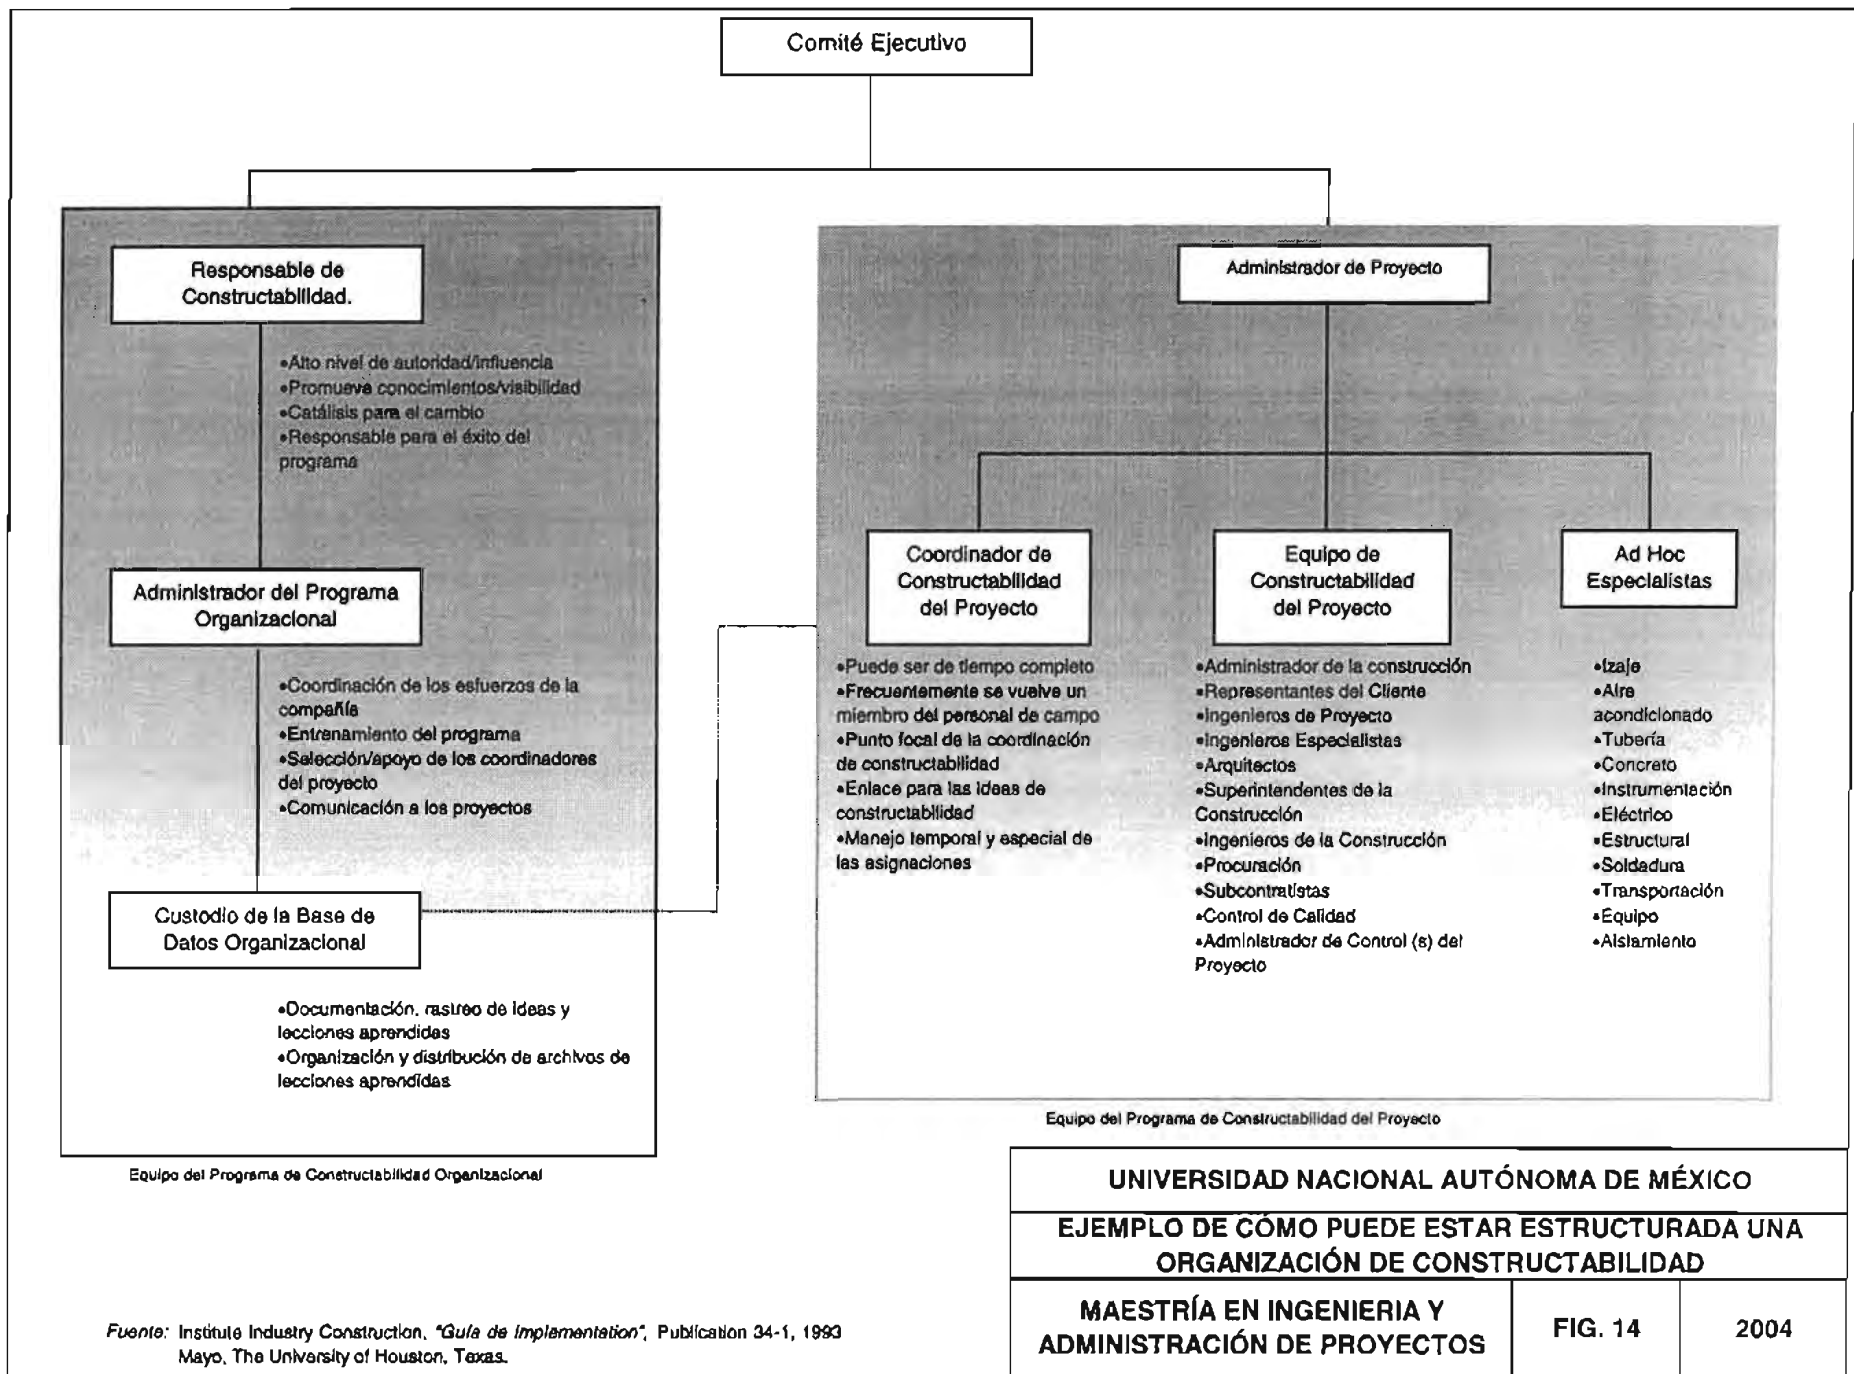 Comité Ejecutivo
Responsable de
Constructabilidad.
•Alto nivel de autoridad/influencia
•Promueve conocimientos/visibilidad
•Catálisis para el cambio
•Responsable para el éxito del
programa
Administrador del Programa
Organizacional
•Coordinación de los esfuerzos de la
compañía
•Entrenamiento del programa
•Selección/apoyo de los coordinadores
del proyecto
•Comunicación a los proyectos
Custodio de la Base de
Datos Organizacional
•Documentación, rastreo de ideas y
lecciones aprendidas
•Organización y distribución de archivos de
lecciones aprendidas
Equipo del Programa de Constructabilidad Organizacional
Administrador de Proyecto
Coordinador de
Constructabilidad
del Proyecto
•Puede ser de tiempo completo
•Frecuentemente se vuelve un
miembro del personal de campo
•Punto focal de la coordinación
de constructabilidad
•Enlace para las ideas de
constructabilidad
•Manejo temporal y especial de
las asignaciones
Equipo de
Constructabilidad
del Proyecto
•Administrador de la construcción
•Representantes del Cliente
•Ingenieros de Proyecto
•Ingenieros Especialistas
•Arquitectos
•Superintendentes de la
Construcción
•Ingenieros de la Construcción
•Procuración
•Subcontratistas
•Control de Calidad
•Administrador de Control (s) del
Proyecto
Ad Hoc
Especialistas
•Izaje
•Aire
acondicionado
•Tubería
•Concreto
•Instrumentación
•Eléctrico
•Estructural
•Soldadura
•Transportación
•Equipo
•Aislamiento
Equipo del Programa de Constructabilidad del Proyecto
Fuente: Institute Industry Construction, "Guía de Implementation", Publication 34-1, 1993
Mayo, The University of Houston, Texas.
UNIVERSIDAD NACIONAL AUTÓNOMA DE MÉXICO
EJEMPLO DE CÓMO PUEDE ESTAR ESTRUCTURADA UNA
ORGANIZACIÓN DE CONSTRUCTABILIDAD
MAESTRÍA EN INGENIERIA Y
ADMINISTRACIÓN DE PROYECTOS
FIG. 14
2004